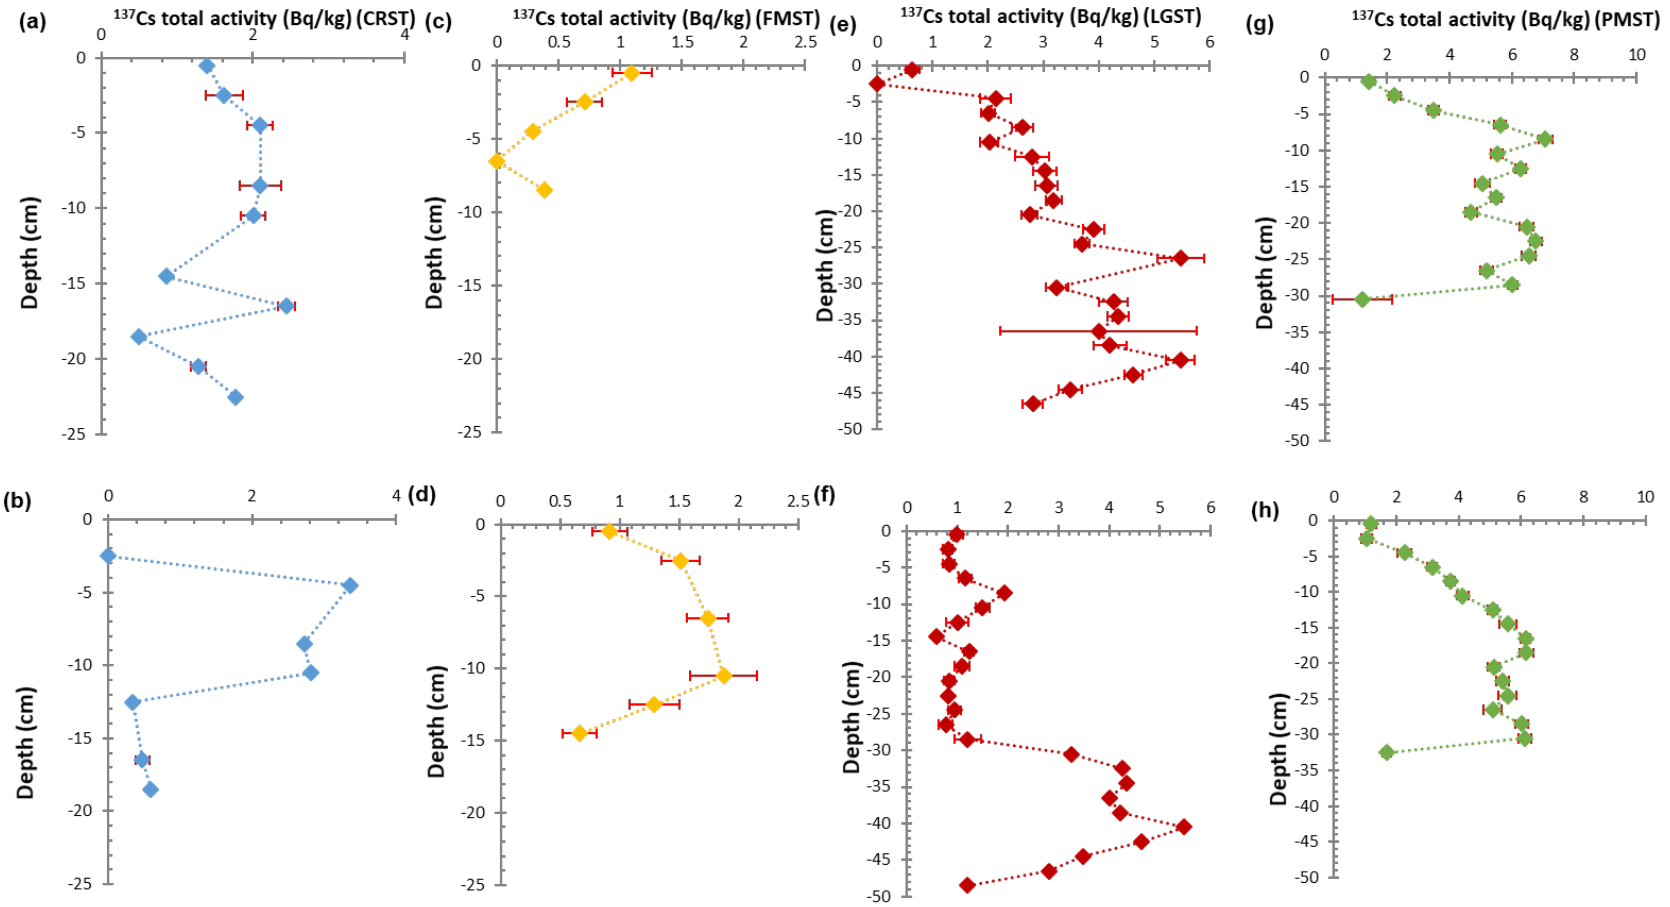 (a) ¹³⁷Cs total activity (Bq/kg) (CRST)
0 2 4
0
-5
-10
-15
-20
-25
Depth (cm)
(c) ¹³⁷Cs total activity (Bq/kg) (FMST)
0 0.5 1 1.5 2 2.5
0
-5
-10
-15
-20
-25
Depth (cm)
(e) ¹³⁷Cs total activity (Bq/kg) (LGST)
0 1 2 3 4 5 6
0
-5
-10
-15
-20
-25
-30
-35
-40
-45
-50
Depth (cm)
(g) ¹³⁷Cs total activity (Bq/kg) (PMST)
0 2 4 6 8 10
0
-5
-10
-15
-20
-25
-30
-35
-40
-45
-50
Depth (cm)
(b)
0 2 4
0
-5
-10
-15
-20
-25
Depth (cm)
(d)
0 0.5 1 1.5 2 2.5
0
-5
-10
-15
-20
-25
Depth (cm)
(f)
0 1 2 3 4 5 6
0
-5
-10
-15
-20
-25
-30
-35
-40
-45
-50
Depth (cm)
(h)
0 2 4 6 8 10
0
-5
-10
-15
-20
-25
-30
-35
-40
-45
-50
Depth (cm)